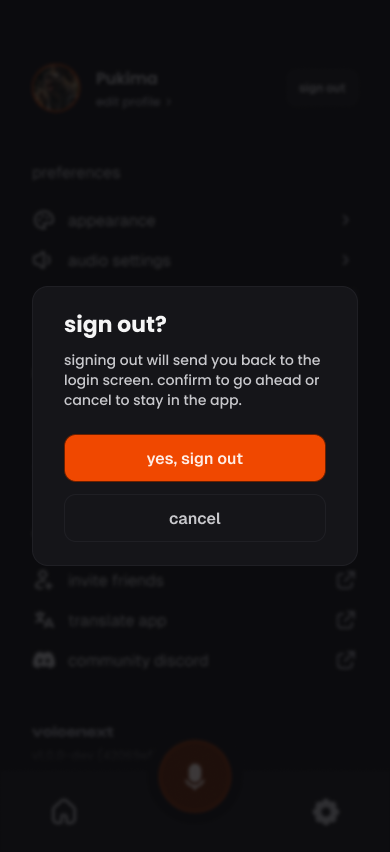 Pukima
edit profile
sign out
preferences
appearance
audio settings
sign out?
signing out will send you back to the
login screen. confirm to go ahead or
cancel to stay in the app.
yes, sign out
cancel
invite friends
translate app
community discord
voicenext